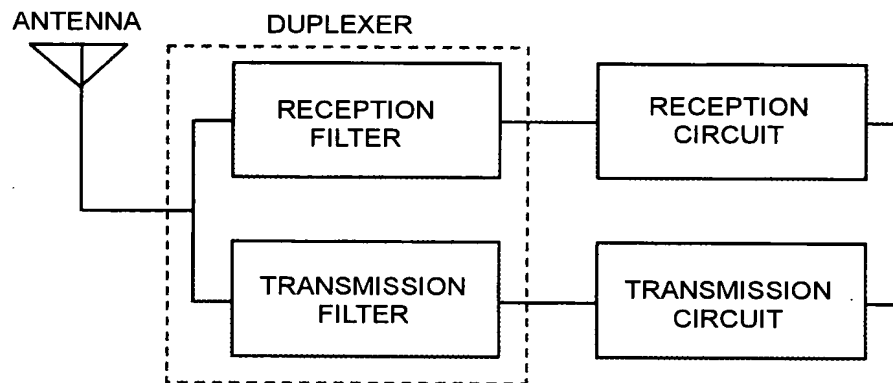 ANTENNA
DUPLEXER
RECEPTION
FILTER
RECEPTION
CIRCUIT
TRANSMISSION
FILTER
TRANSMISSION
CIRCUIT